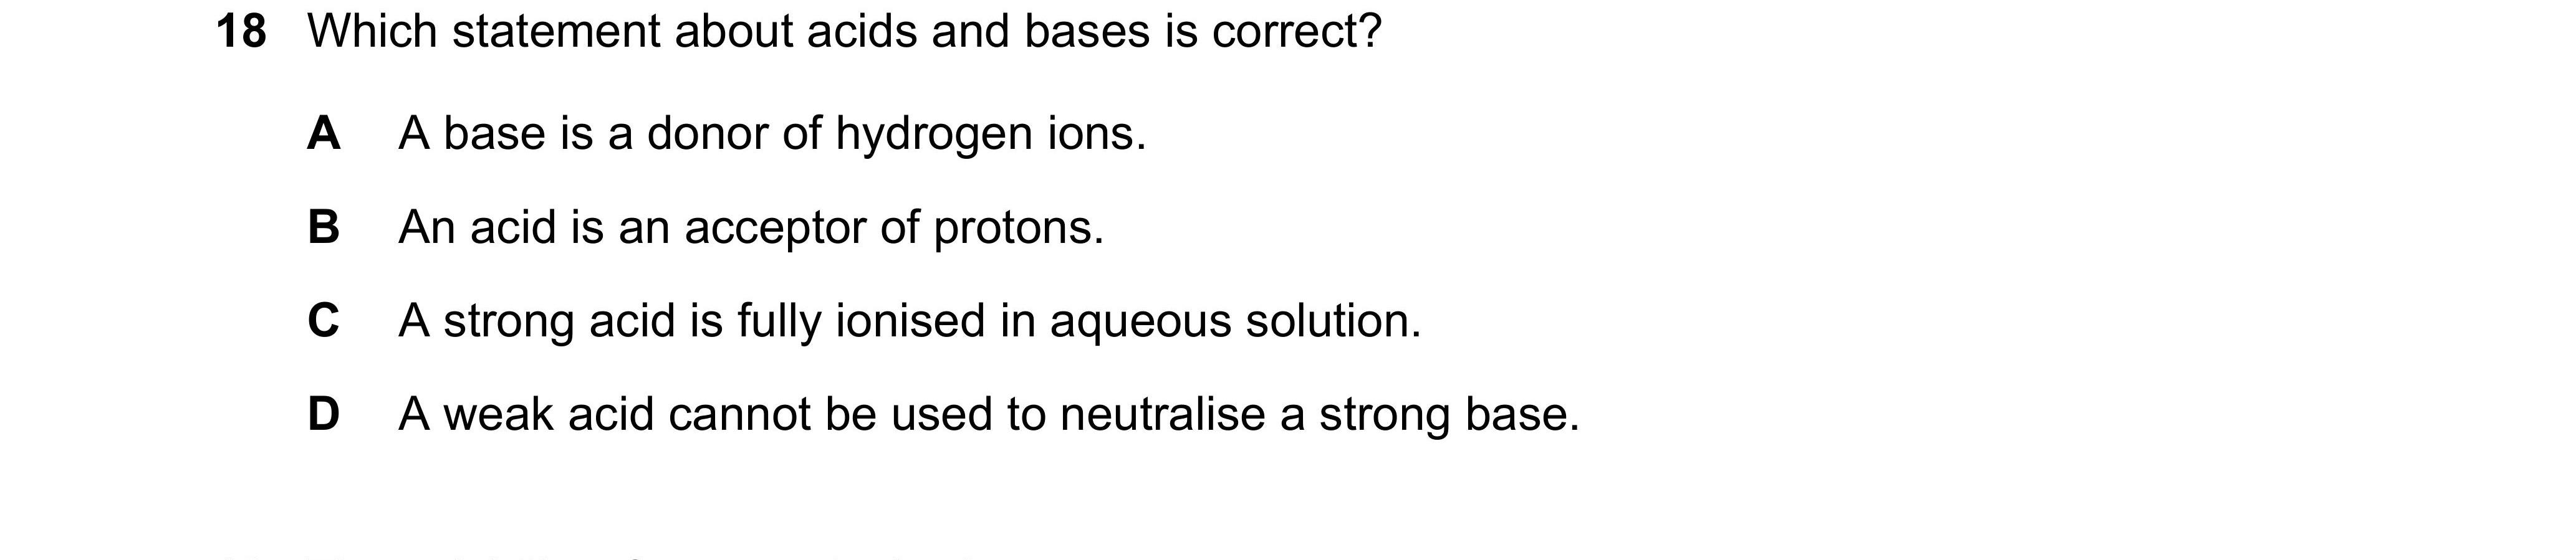 18 Which statement about acids and bases is correct?
A A base is a donor of hydrogen ions.
B An acid is an acceptor of protons.
C A strong acid is fully ionised in aqueous solution.
D A weak acid cannot be used to neutralise a strong base.